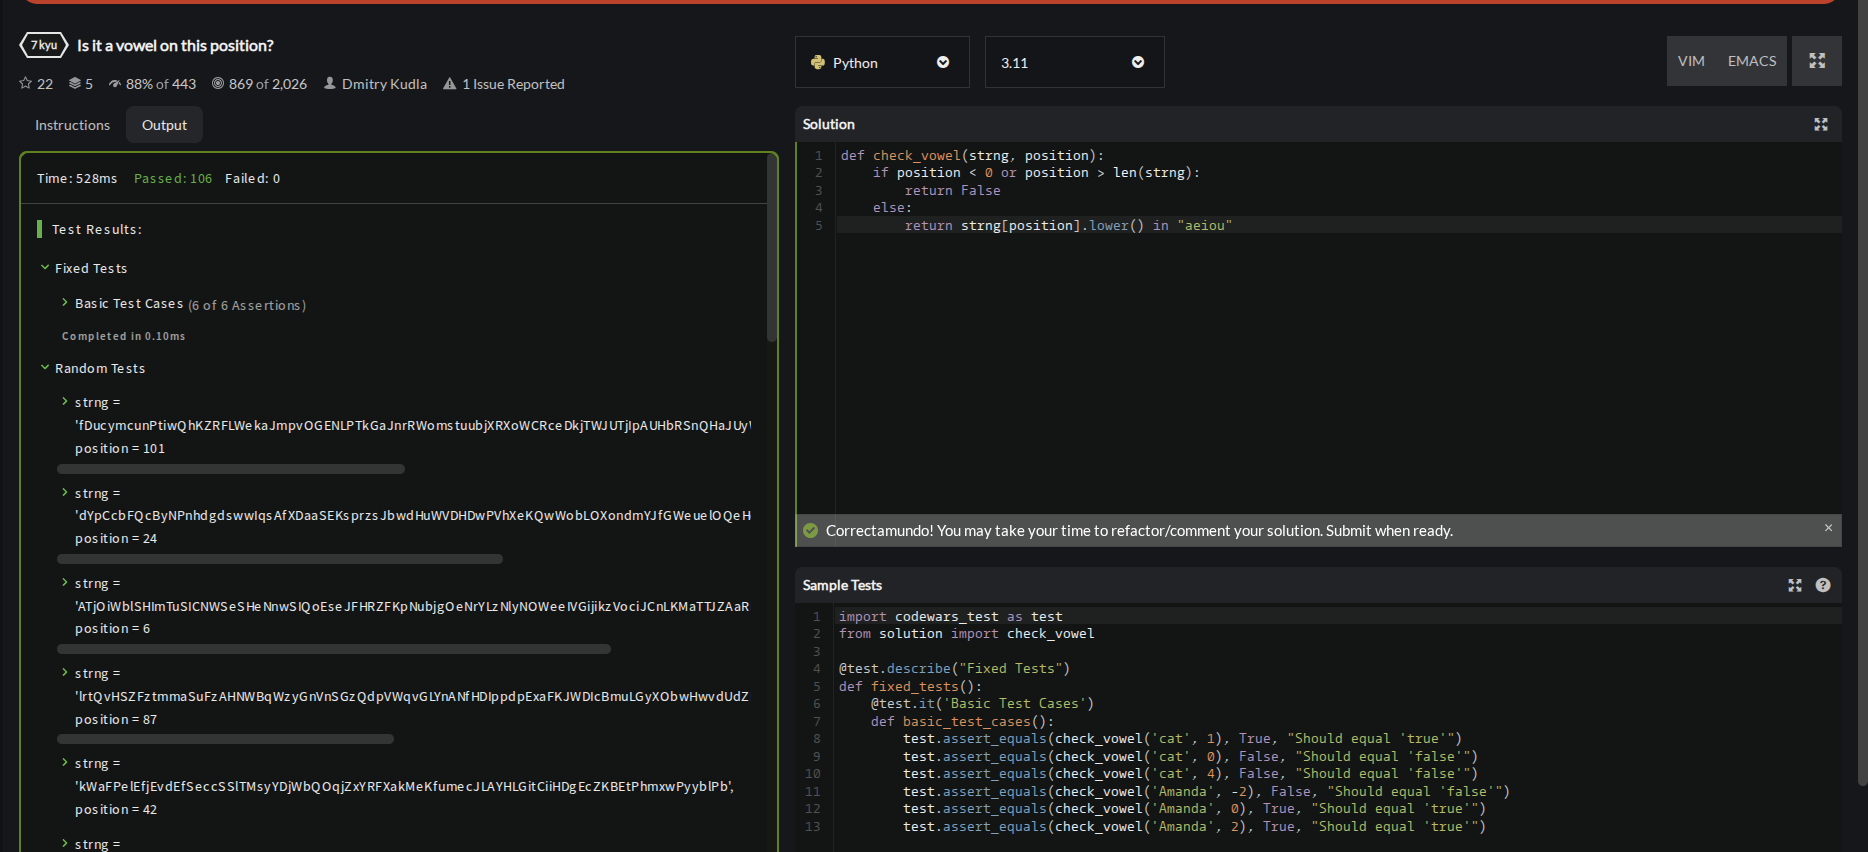 7 kyu Is it a vowel on this position?
22 5 88% of 443 869 of 2,026 Dmitry Kudla 1 Issue Reported
Instructions Output
Time: 528ms Passed: 106 Failed: 0
Test Results:
Fixed Tests
Basic Test Cases (6 of 6 Assertions)
Completed in 0.10ms
Random Tests
strng =
position = 101
strng =
position = 24
strng =
position = 6
strng =
position = 87
strng =
position = 42
strng =
Python 3.11 VIM EMACS
Solution
1 def check_vowel(strng, position):
2 if position < 0 or position > len(strng):
3 return False
4 else:
5 return strng[position].lower() in "aeiou"
Correctamundo! You may take your time to refactor/comment your solution. Submit when ready. ×
Sample Tests ?
1 import codewars_test as test
2 from solution import check_vowel
3
4 @test.describe("Fixed Tests")
5 def fixed_tests():
6 @test.it('Basic Test Cases')
7 def basic_test_cases():
8 test.assert_equals(check_vowel('cat', 1), True, "Should equal 'true'")
9 test.assert_equals(check_vowel('cat', 0), False, "Should equal 'false'")
10 test.assert_equals(check_vowel('cat', 4), False, "Should equal 'false'")
11 test.assert_equals(check_vowel('Amanda', -2), False, "Should equal 'false'")
12 test.assert_equals(check_vowel('Amanda', 0), True, "Should equal 'true'")
13 test.assert_equals(check_vowel('Amanda', 2), True, "Should equal 'true'")